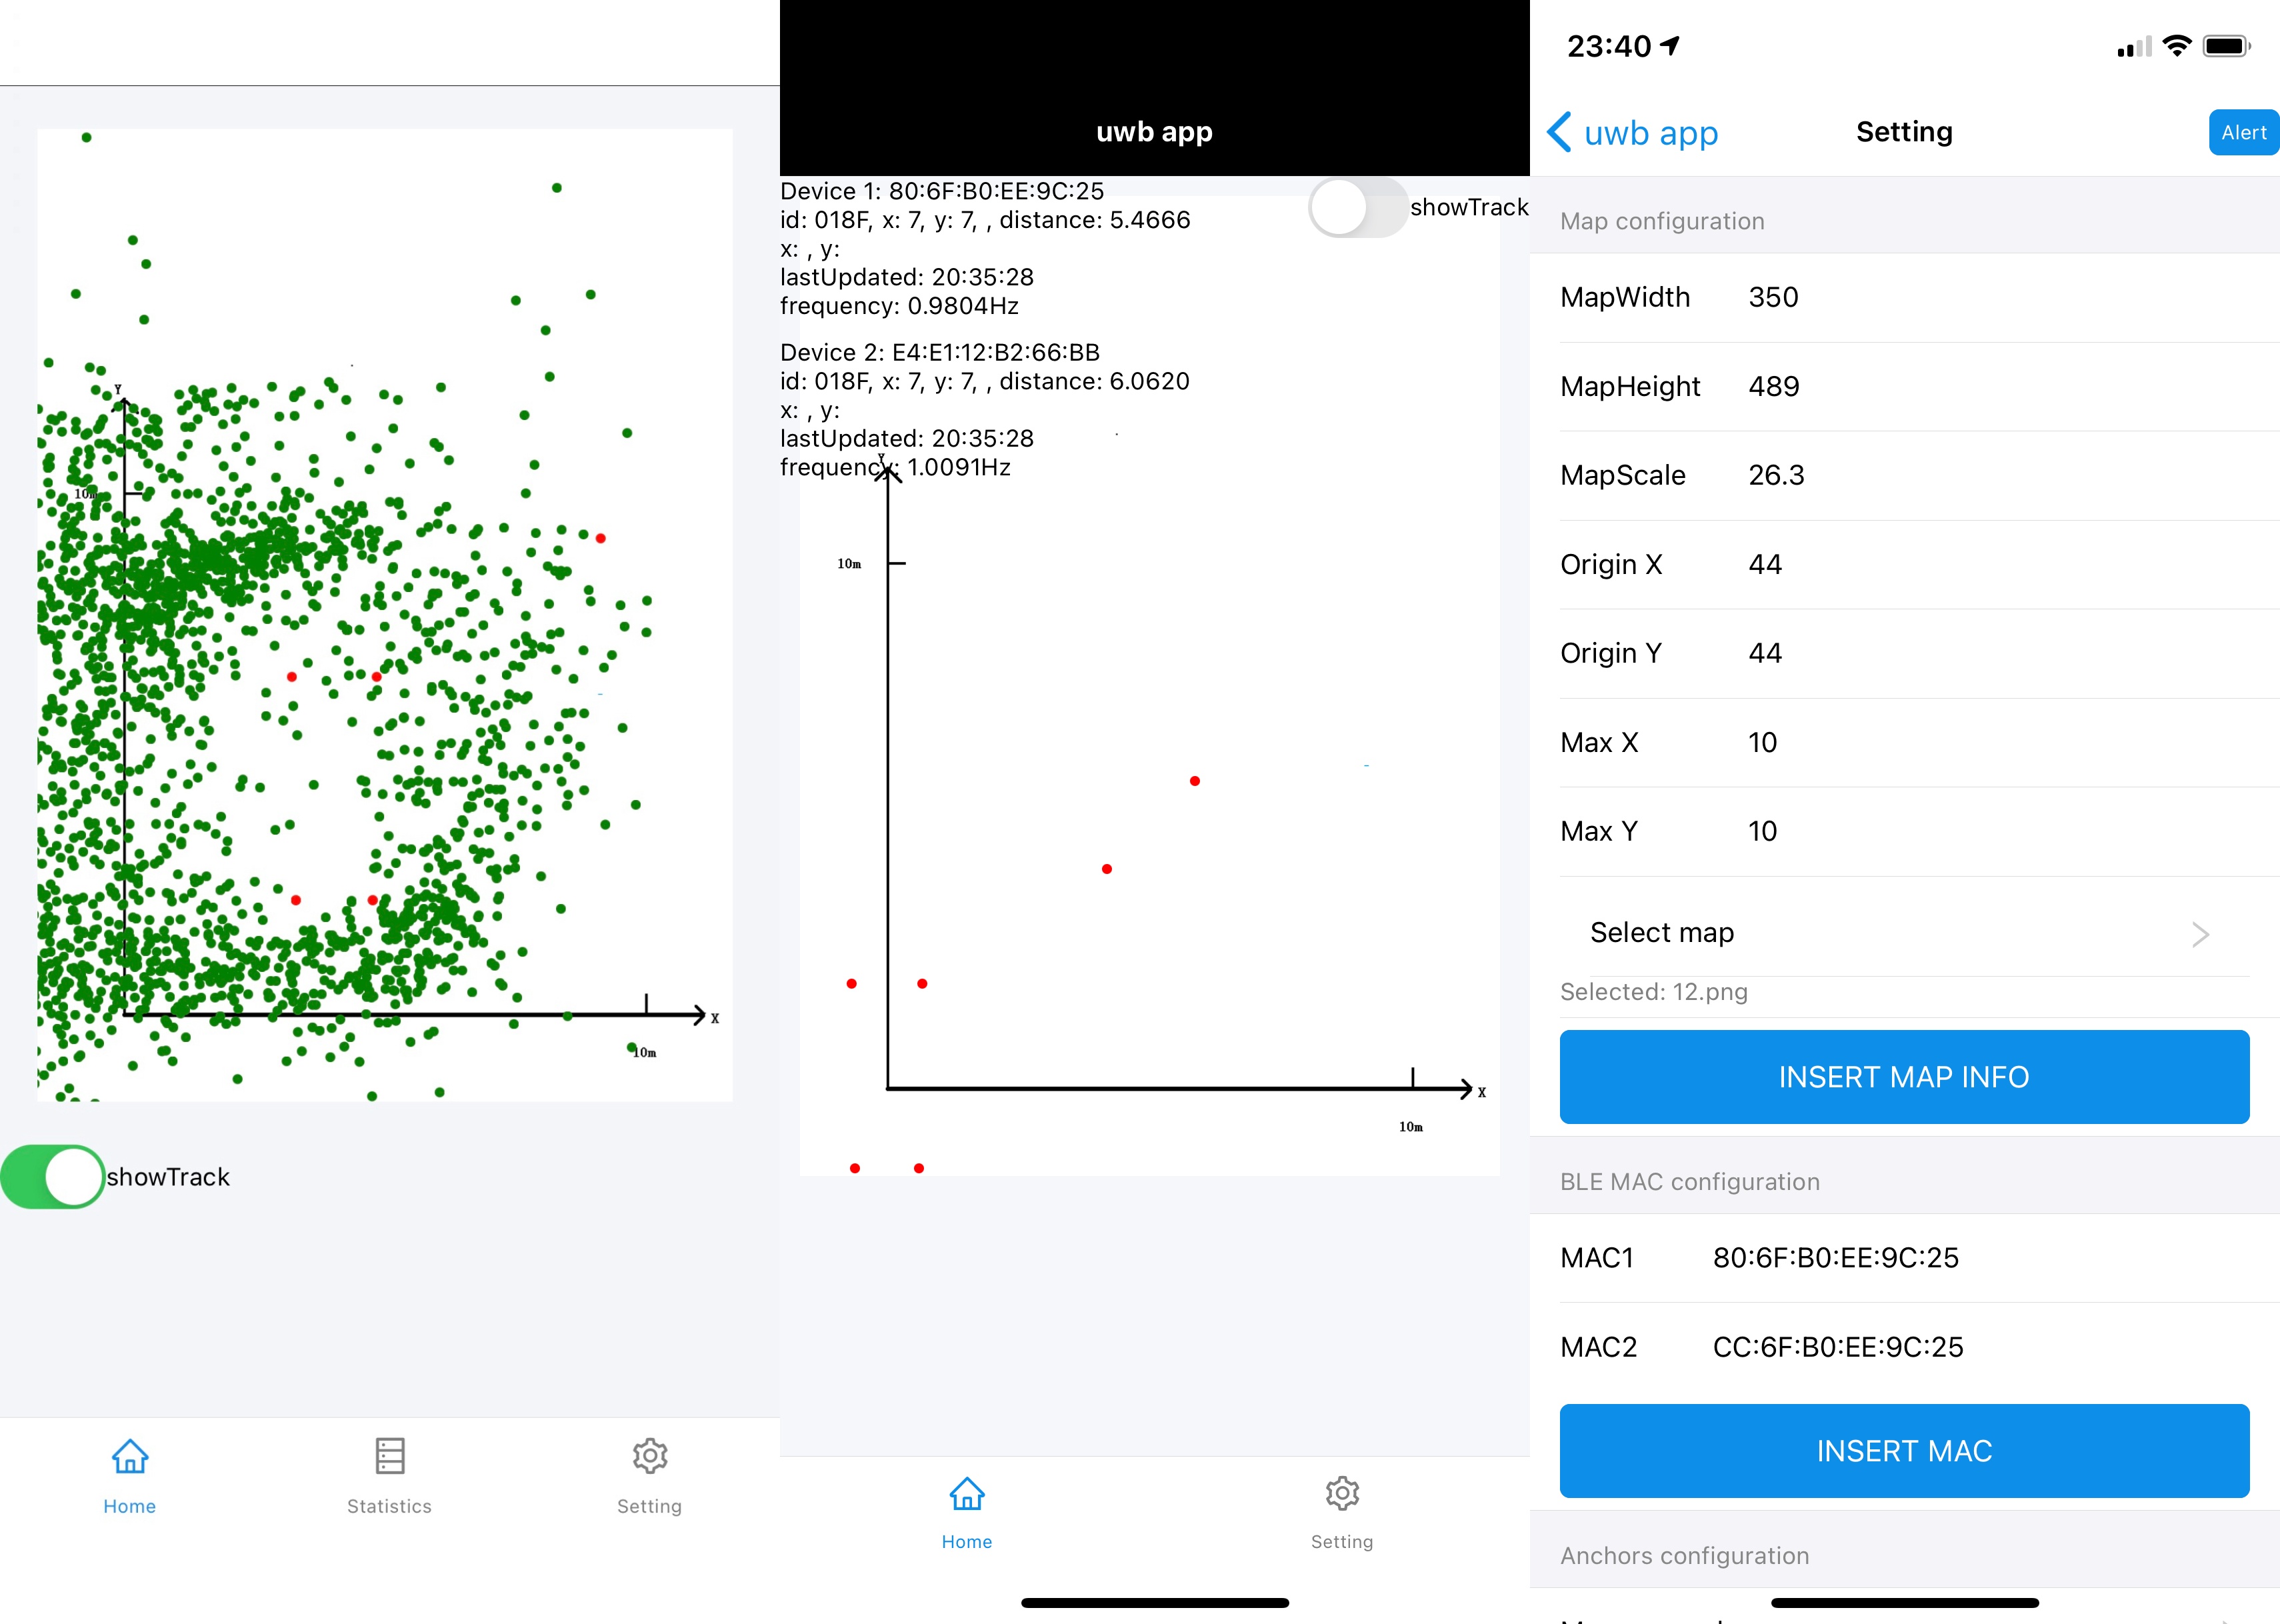 Y
10m
X
10m
showTrack
Home
Statistics
Setting
uwb app
Device 1: 80:6F:B0:EE:9C:25
id: 018F, x: 7, y: 7, , distance: 5.4666
x: , y:
lastUpdated: 20:35:28
frequency: 0.9804Hz
showTrack
Device 2: E4:E1:12:B2:66:BB
id: 018F, x: 7, y: 7, , distance: 6.0620
x: , y:
lastUpdated: 20:35:28
frequency: 1.0091Hz
Y
10m
X
10m
Home
Setting
23:40
uwb app
Setting
Alert
Map configuration
MapWidth 350
MapHeight 489
MapScale 26.3
Origin X 44
Origin Y 44
Max X 10
Max Y 10
Select map
Selected: 12.png
INSERT MAP INFO
BLE MAC configuration
MAC1 80:6F:B0:EE:9C:25
MAC2 CC:6F:B0:EE:9C:25
INSERT MAC
Anchors configuration